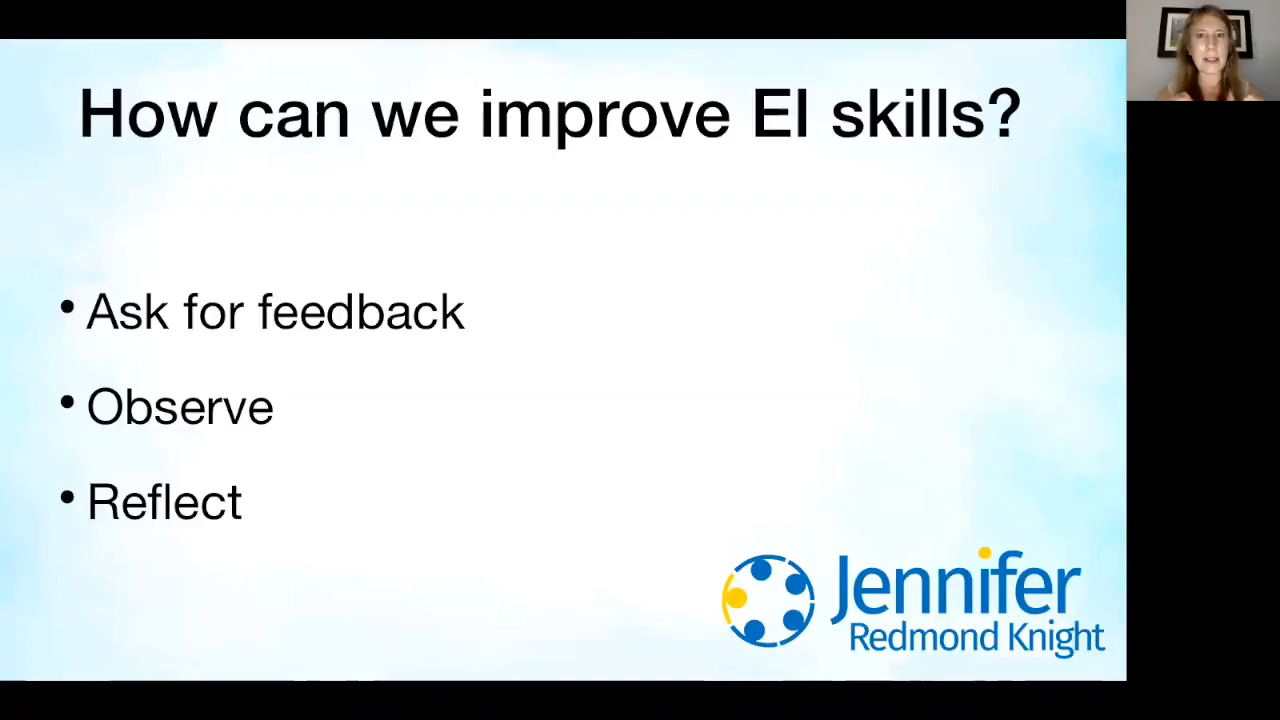 How can we improve EI skills?
• Ask for feedback
• Observe
• Reflect
Jennifer
Redmond Knight